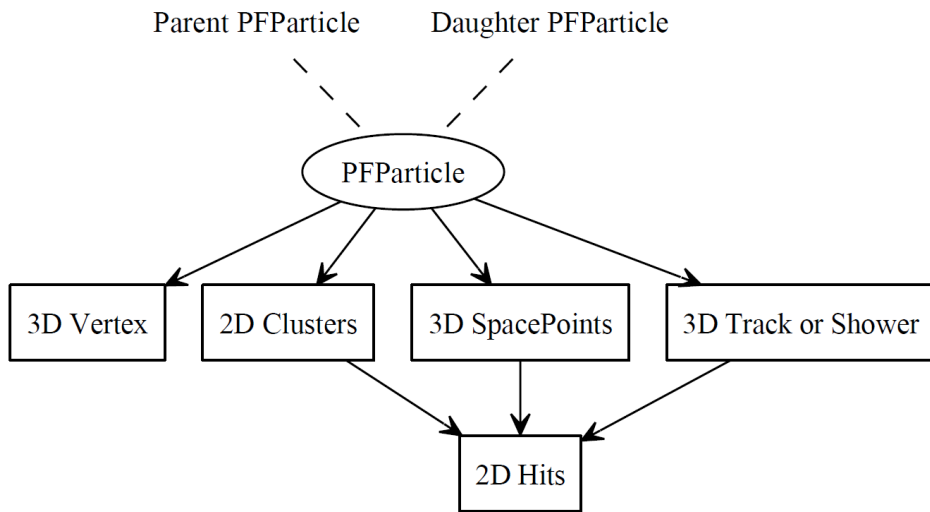 Parent PFParticle
Daughter PFParticle
PFParticle
3D Vertex
2D Clusters
3D SpacePoints
3D Track or Shower
2D Hits